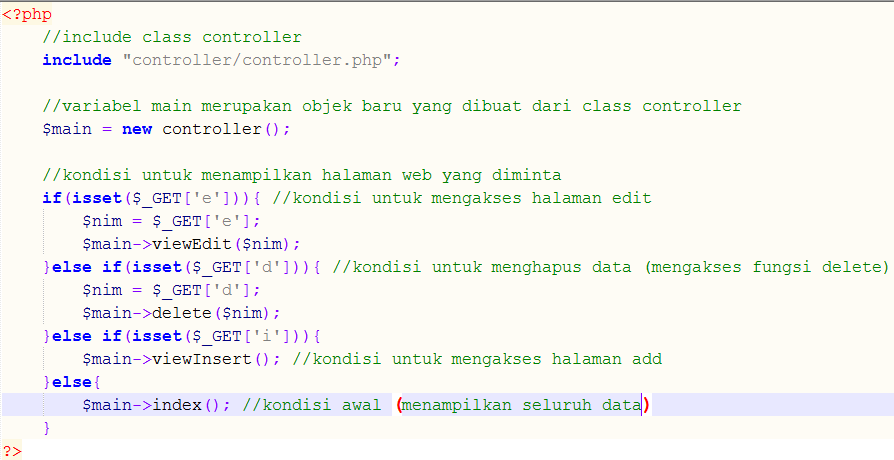 <?php
    //include class controller
    include "controller/controller.php";

    //variabel main merupakan objek baru yang dibuat dari class controller
    $main = new controller();

    //kondisi untuk menampilkan halaman web yang diminta
    if(isset($_GET['e'])){ //kondisi untuk mengakses halaman edit
        $nim = $_GET['e'];
        $main->viewEdit($nim);
    }else if(isset($_GET['d'])){ //kondisi untuk menghapus data (mengakses fungsi delete)
        $nim = $_GET['d'];
        $main->delete($nim);
    }else if(isset($_GET['i'])){
        $main->viewInsert(); //kondisi untuk mengakses halaman add
    }else{
        $main->index(); //kondisi awal (menampilkan seluruh data)
    }
?>